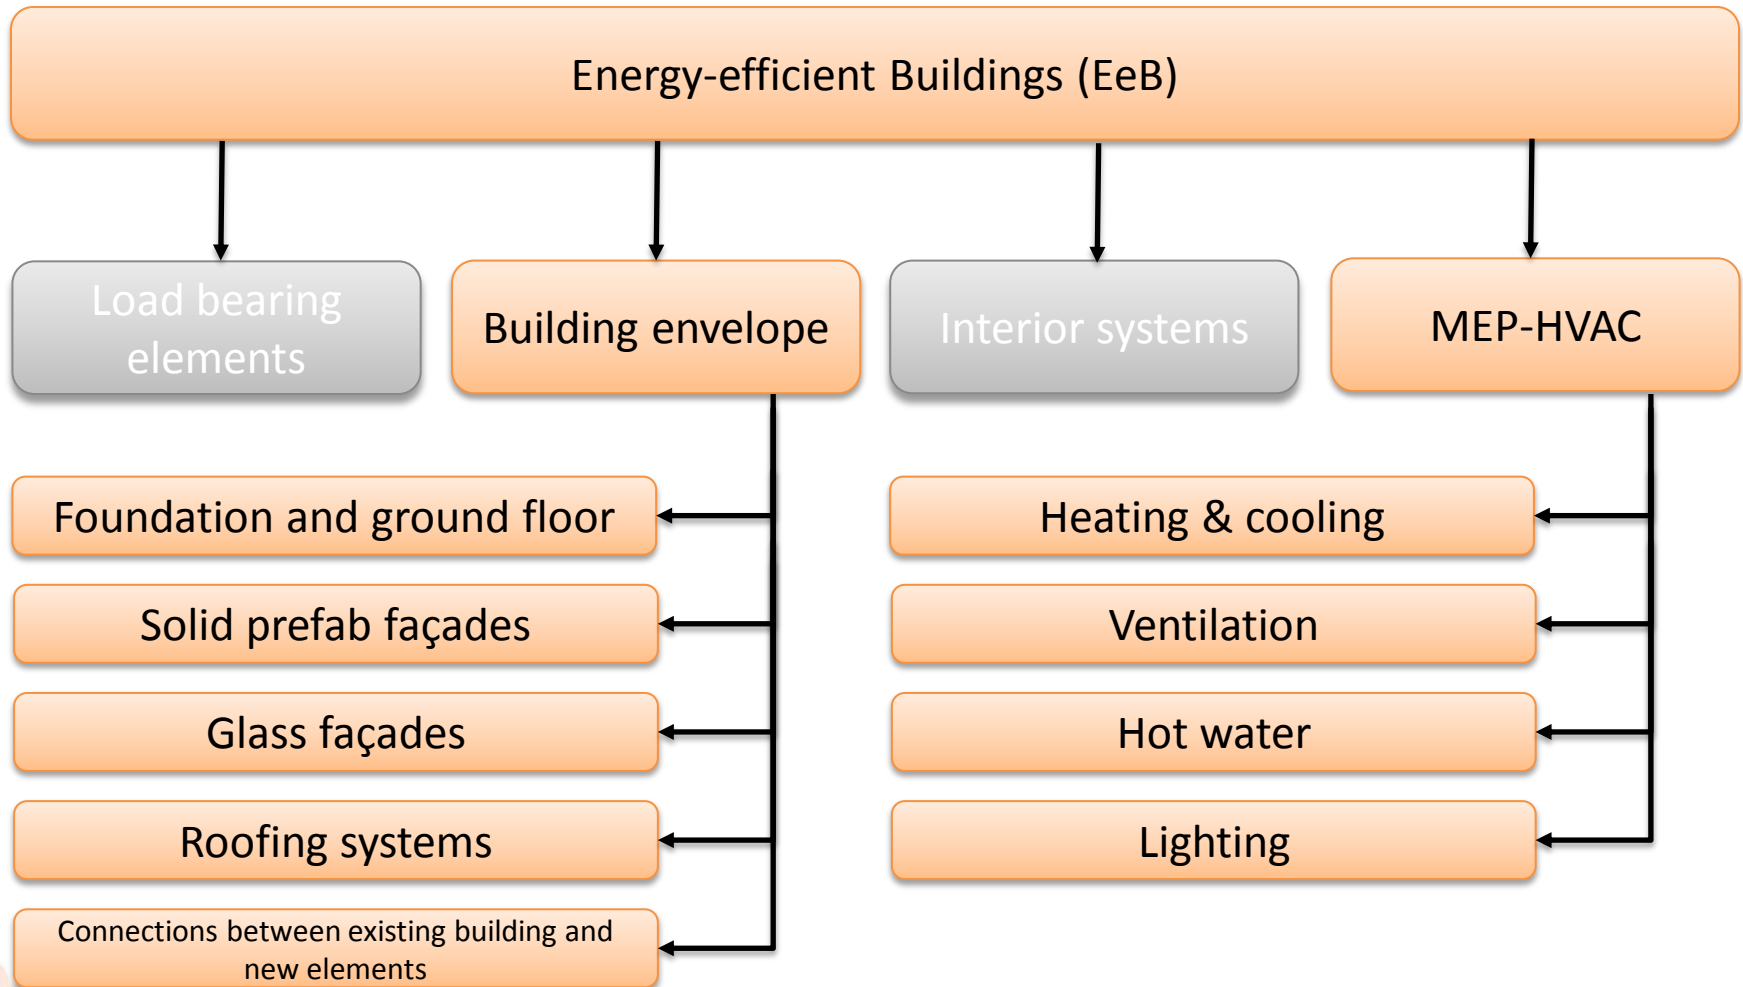 Energy-efficient Buildings (EeB)
Load bearing
elements
Building envelope
Interior systems
MEP-HVAC
Foundation and ground floor
Solid prefab façades
Glass façades
Roofing systems
Connections between existing building and
new elements
Heating & cooling
Ventilation
Hot water
Lighting